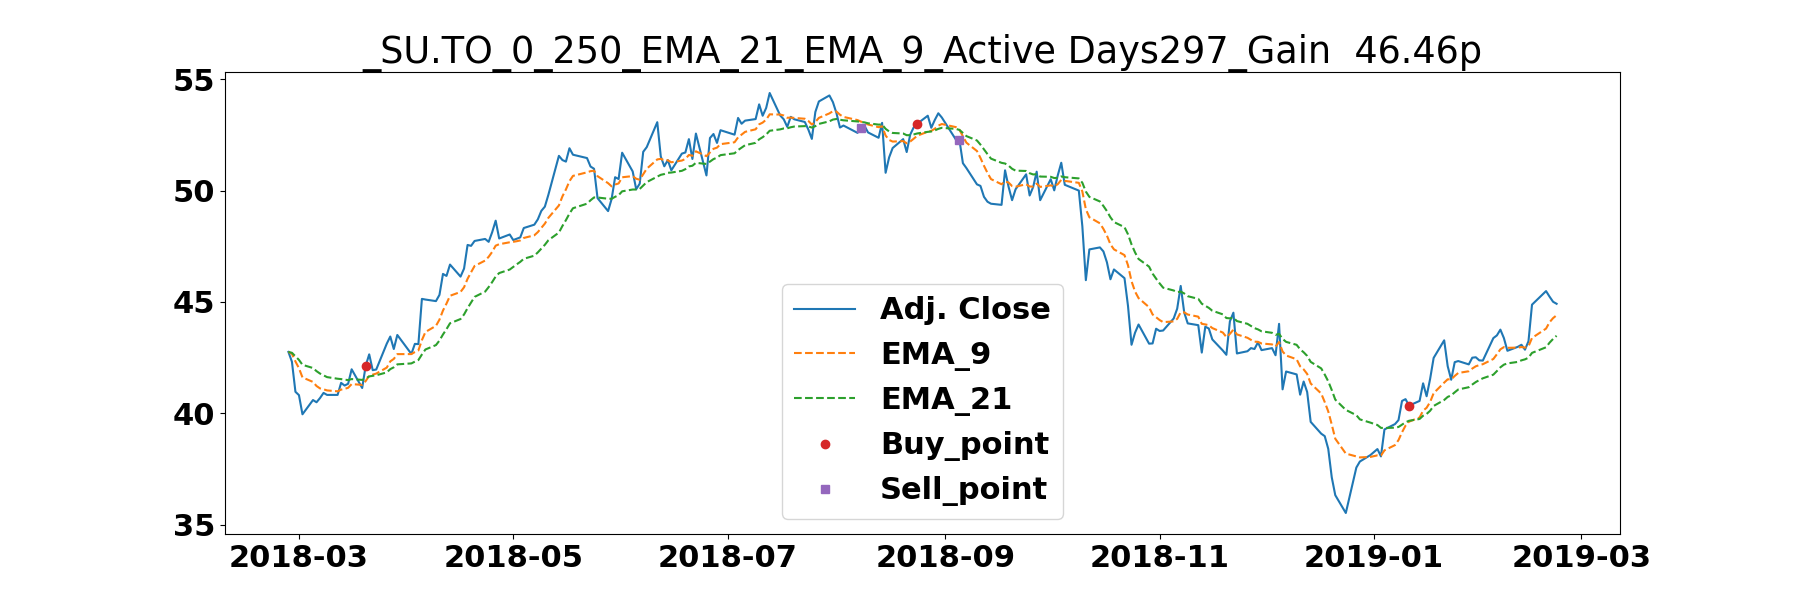 _SU.TO_0_250_EMA_21_EMA_9_Active Days297_Gain  46.46p
55
50
45
40
35
Adj. Close
EMA_9
EMA_21
Buy_point
Sell_point
2018-03 2018-05 2018-07 2018-09 2018-11 2019-01 2019-03